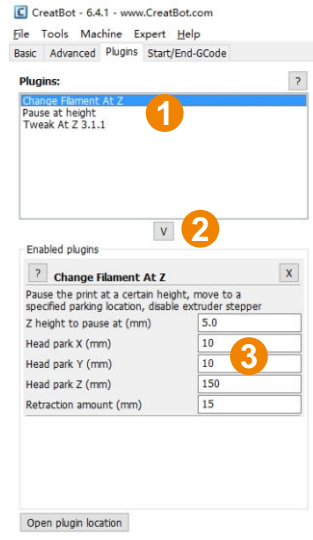 CreatBot - 6.4.1 - www.CreatBot.com
File Tools Machine Expert Help
Basic Advanced Plugins Start/End-GCode
Plugins: ?
Change Filament At Z
Pause at height
Tweak At Z 3.1.1
1
V 2
Enabled plugins
? Change Filament At Z X
Pause the print at a certain height, move to a
specified parking location, disable extruder stepper
Z height to pause at (mm) 5.0
Head park X (mm) 10
Head park Y (mm) 10
3
Head park Z (mm) 150
Retraction amount (mm) 15
Open plugin location